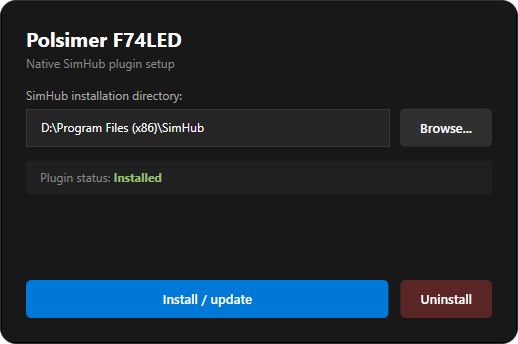 Polsimer F74LED
Native SimHub plugin setup
SimHub installation directory:
D:\Program Files (x86)\SimHub
Browse...
Plugin status: Installed
Install / update
Uninstall